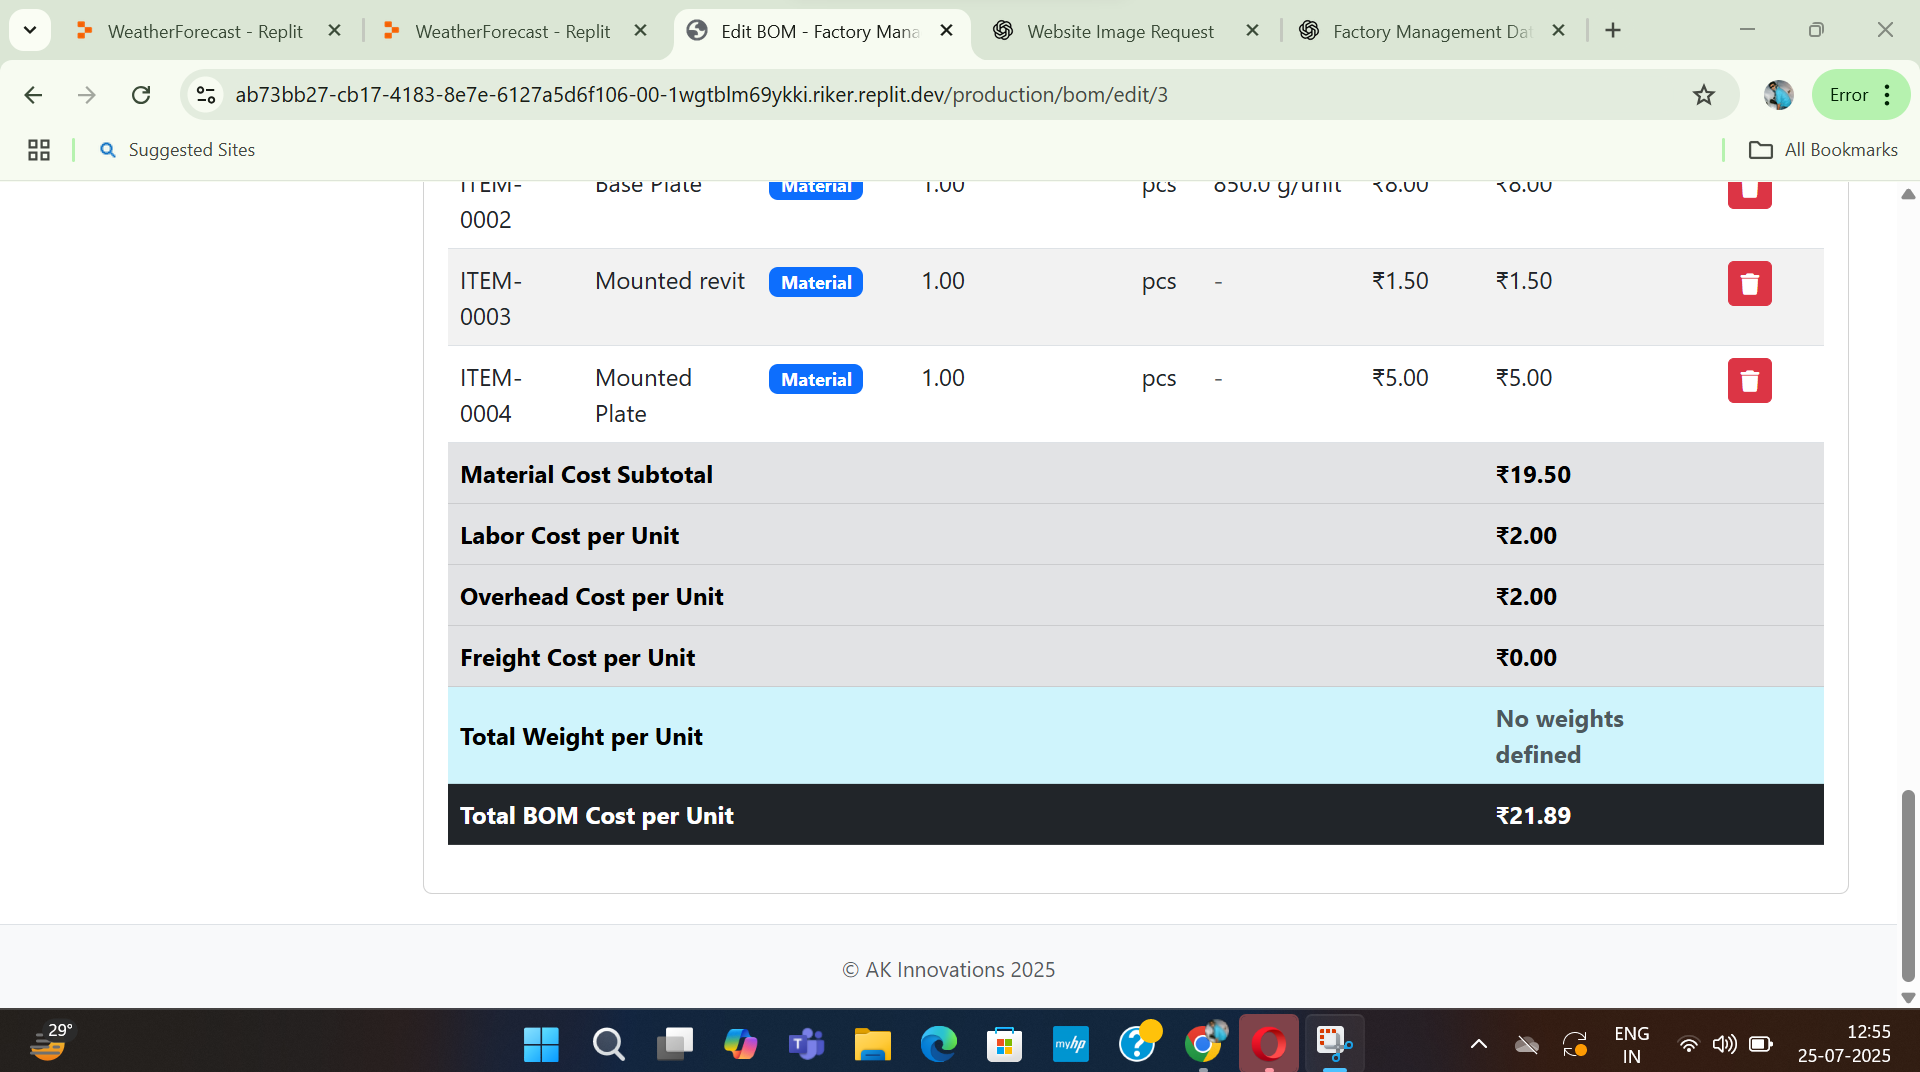 WeatherForecast - Replit
WeatherForecast - Replit
Edit BOM - Factory Mana
Website Image Request
Factory Management Dat
ab73bb27-cb17-4183-8e7e-6127a5d6f106-00-1wgtblm69ykki.riker.replit.dev/production/bom/edit/3
Error
Suggested Sites
All Bookmarks
ITEM- Base Plate Material 1.00 pcs 850.0 g/unit ₹8.00 ₹8.00
0002
ITEM- Mounted revit Material 1.00 pcs - ₹1.50 ₹1.50
0003
ITEM- Mounted Material 1.00 pcs - ₹5.00 ₹5.00
0004 Plate
Material Cost Subtotal ₹19.50
Labor Cost per Unit ₹2.00
Overhead Cost per Unit ₹2.00
Freight Cost per Unit ₹0.00
Total Weight per Unit No weights
defined
Total BOM Cost per Unit ₹21.89
© AK Innovations 2025
29°
myhp
ENG
IN
12:55
25-07-2025